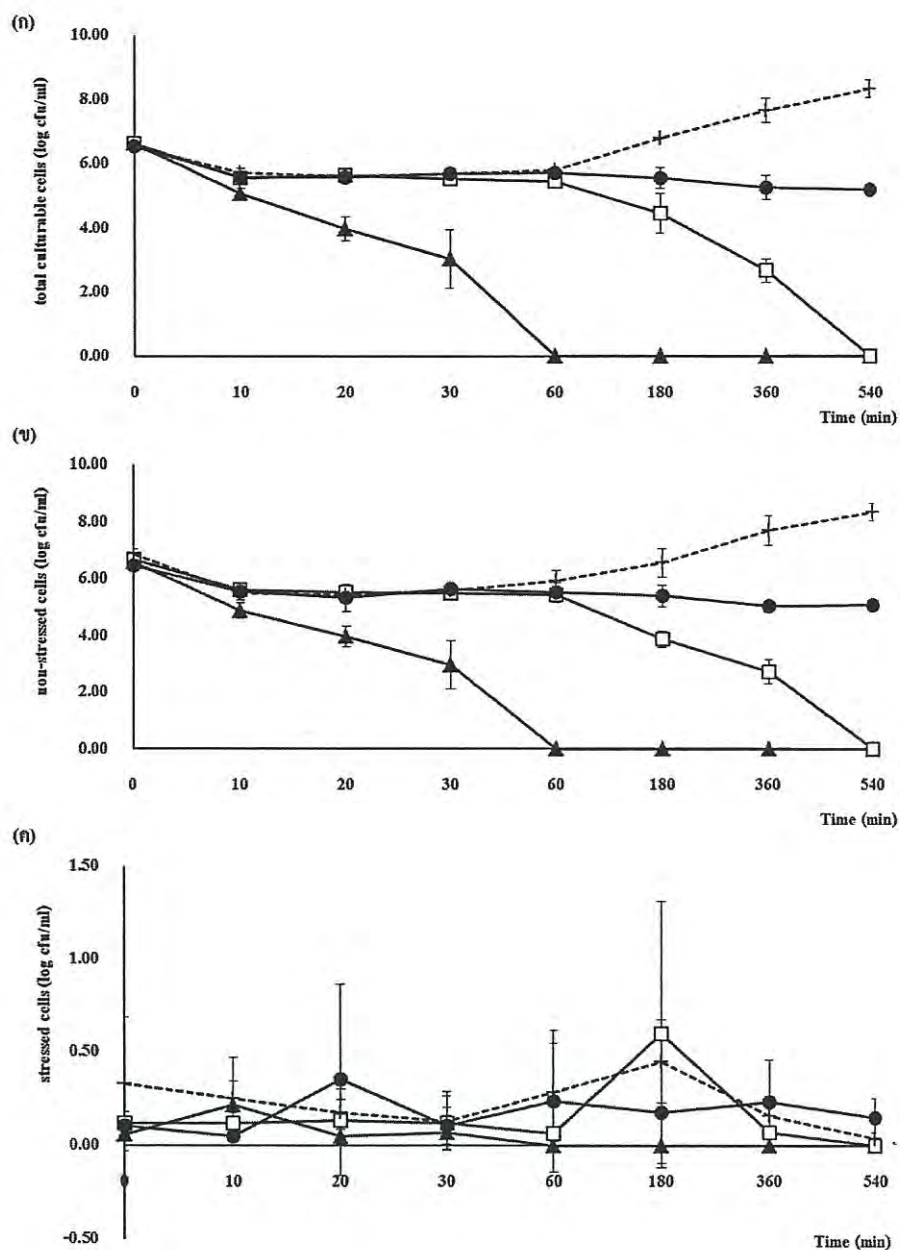 (ก)
total culturable cells (log cfu/ml)
10.00
8.00
6.00
4.00
2.00
0.00
0 10 20 30 60 180 360 540
Time (min)
(ข)
non-stressed cells (log cfu/ml)
10.00
8.00
6.00
4.00
2.00
0.00
0 10 20 30 60 180 360 540
Time (min)
(ค)
stressed cells (log cfu/ml)
1.50
1.00
0.50
0.00
-0.50
0 10 20 30 60 180 360 540
Time (min)